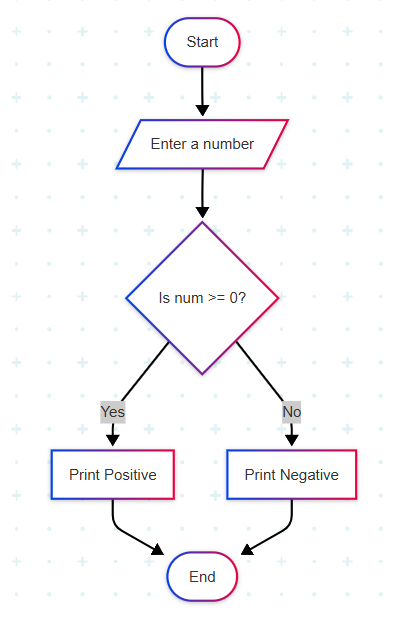 Start
Enter a number
Is num >= 0?
Yes
No
Print Positive
Print Negative
End